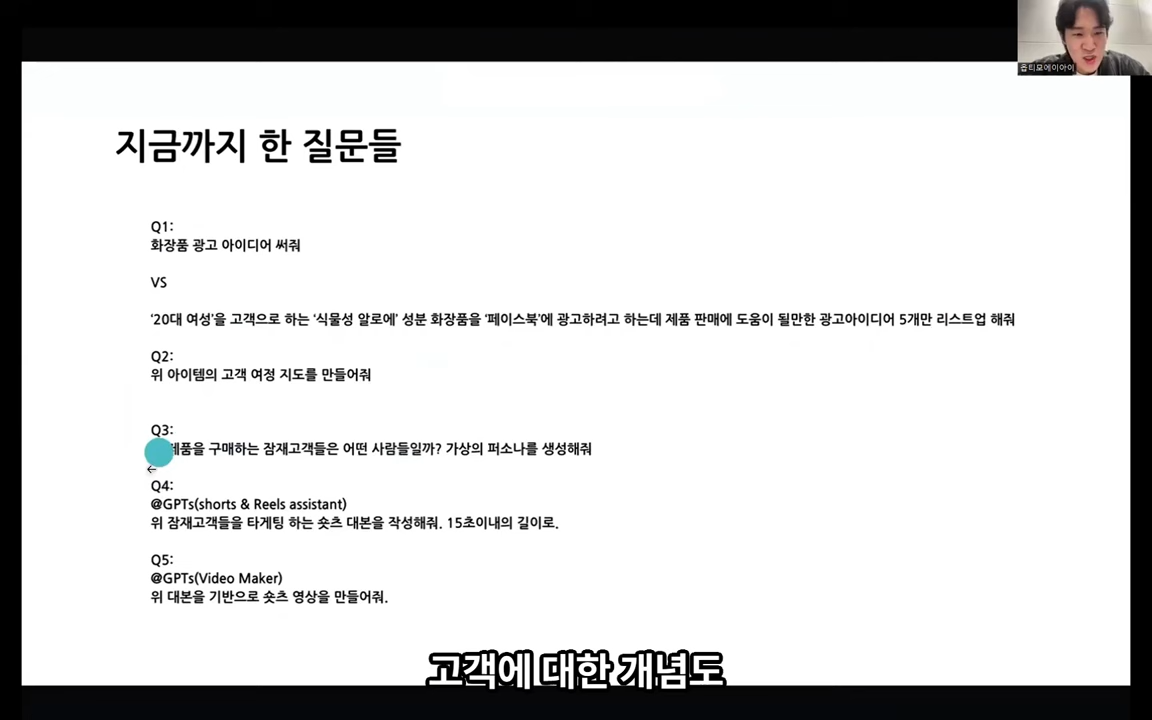 옵티모에이아이
지금까지 한 질문들
Q1:
화장품 광고 아이디어 써줘
VS
‘20대 여성’을 고객으로 하는 ‘식물성 알로에’ 성분 화장품을 ‘페이스북’에 광고하려고 하는데 제품 판매에 도움이 될만한 광고아이디어 5개만 리스트업 해줘
Q2:
위 아이템의 고객 여정 지도를 만들어줘
Q3:
제품을 구매하는 잠재고객들은 어떤 사람들일까? 가상의 퍼소나를 생성해줘
Q4:
@GPTs(shorts & Reels assistant)
위 잠재고객들을 타게팅 하는 숏츠 대본을 작성해줘. 15초이내의 길이로.
Q5:
@GPTs(Video Maker)
위 대본을 기반으로 숏츠 영상을 만들어줘.
고객에 대한 개념도